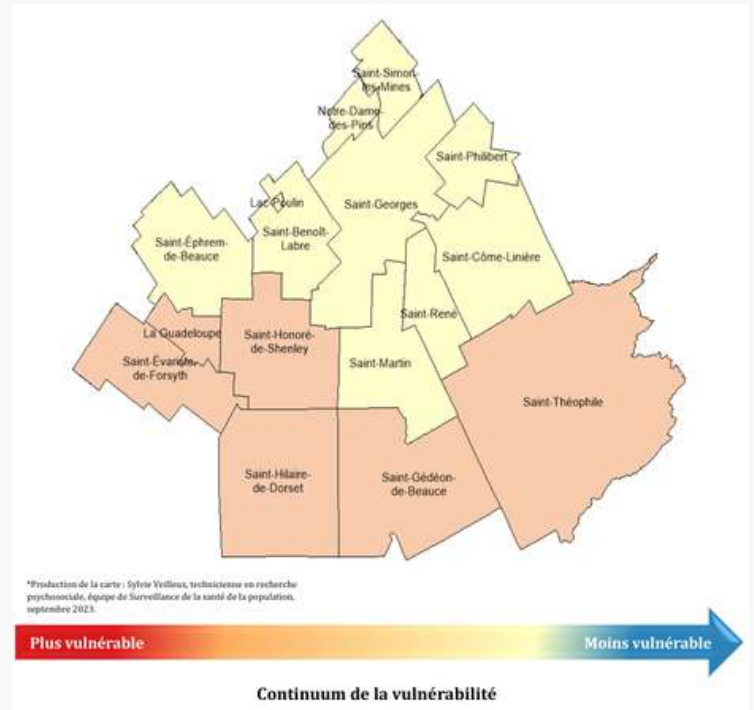 Saint-Simon-
les-Mines
Notre-Dame-
des-Pins
Saint-Philibert
Lac-Poulin
Saint-Georges
Saint-Benoît-
Labre
Saint-Éphrem-
de-Beauce
Saint-Côme-Linière
Saint-René
La Guadeloupe
Saint-Honoré-
de-Shenley
Saint-Évariste-
de-Forsyth
Saint-Martin
Saint-Théophile
Saint-Hilaire-
de-Dorset
Saint-Gédéon-
de-Beauce
*Production de la carte : Sylvie Veilleux, technicienne en recherche
psychosociale, équipe de Surveillance de la santé de la population,
septembre 2023.
Plus vulnérable
Moins vulnérable
Continuum de la vulnérabilité